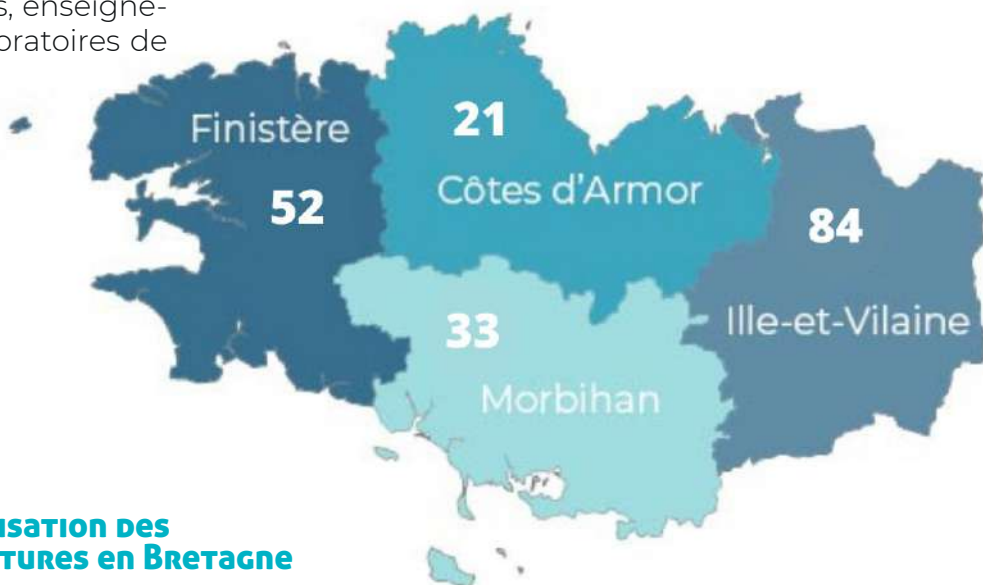 s, enseigne-
oratoires de
Finistère
52
21
Côtes d'Armor
84
Ille-et-Vilaine
33
Morbihan
isation des
tures en Bretagne